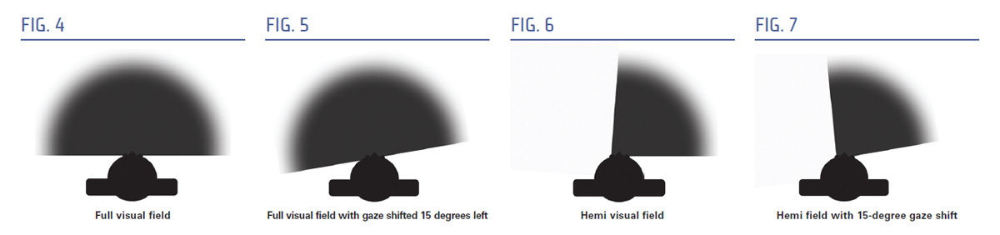 FIG. 4
FIG. 5
FIG. 6
FIG. 7
Full visual field
Full visual field with gaze shifted 15 degrees left
Hemi visual field
Hemi field with 15-degree gaze shift